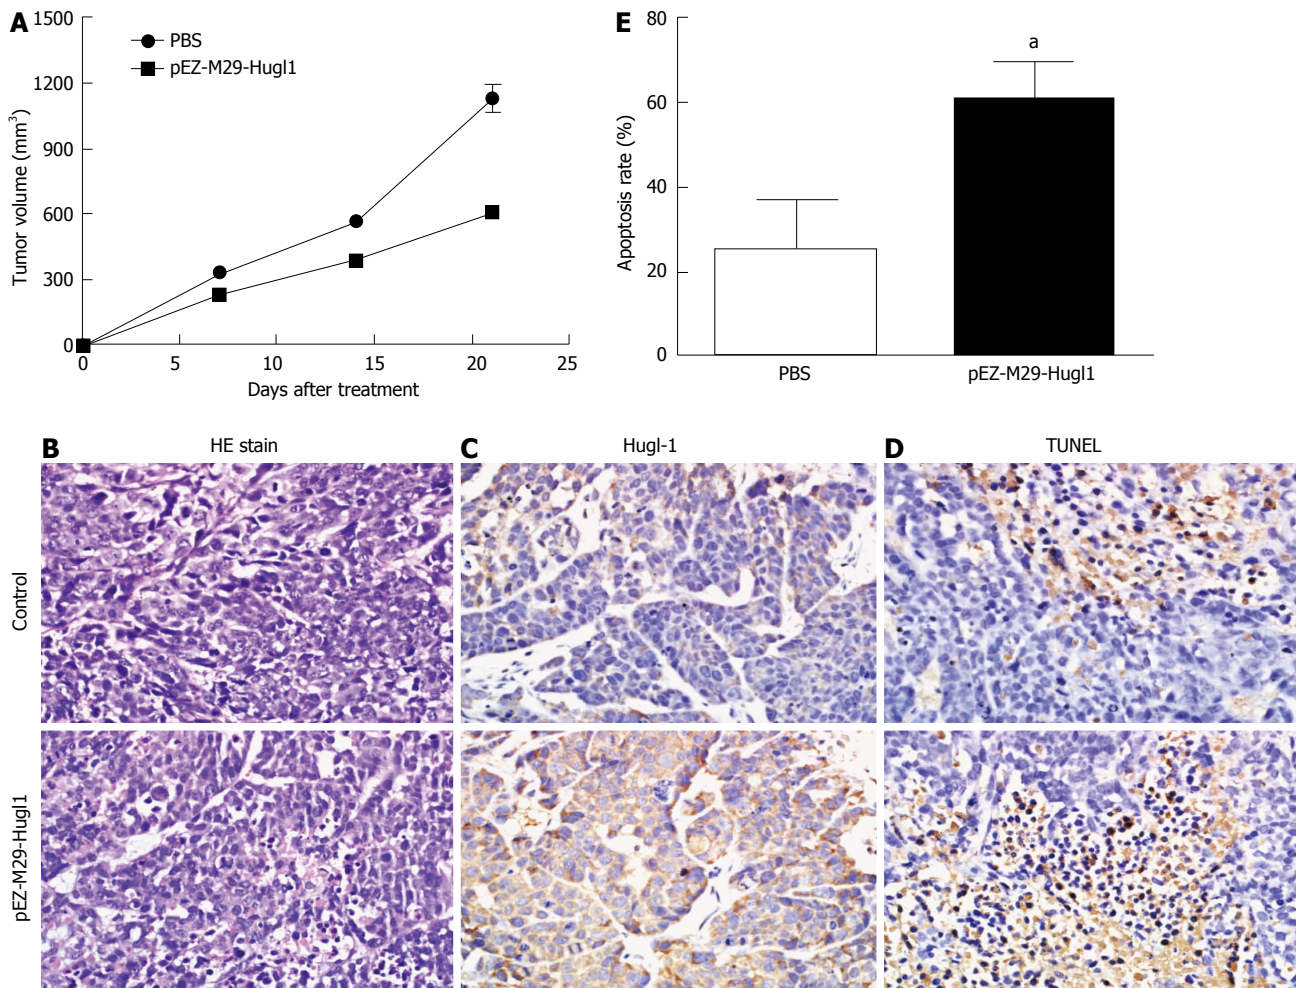 A
1500
1200
900
600
300
0
Tumor volume (mm³)
PBS
pEZ-M29-Hugl1
0 5 10 15 20 25
Days after treatment
E
80
60
40
20
0
Apoptosis rate (%)
a
PBS pEZ-M29-Hugl1
B HE stain
C Hugl-1
D TUNEL
Control
pEZ-M29-Hugl1